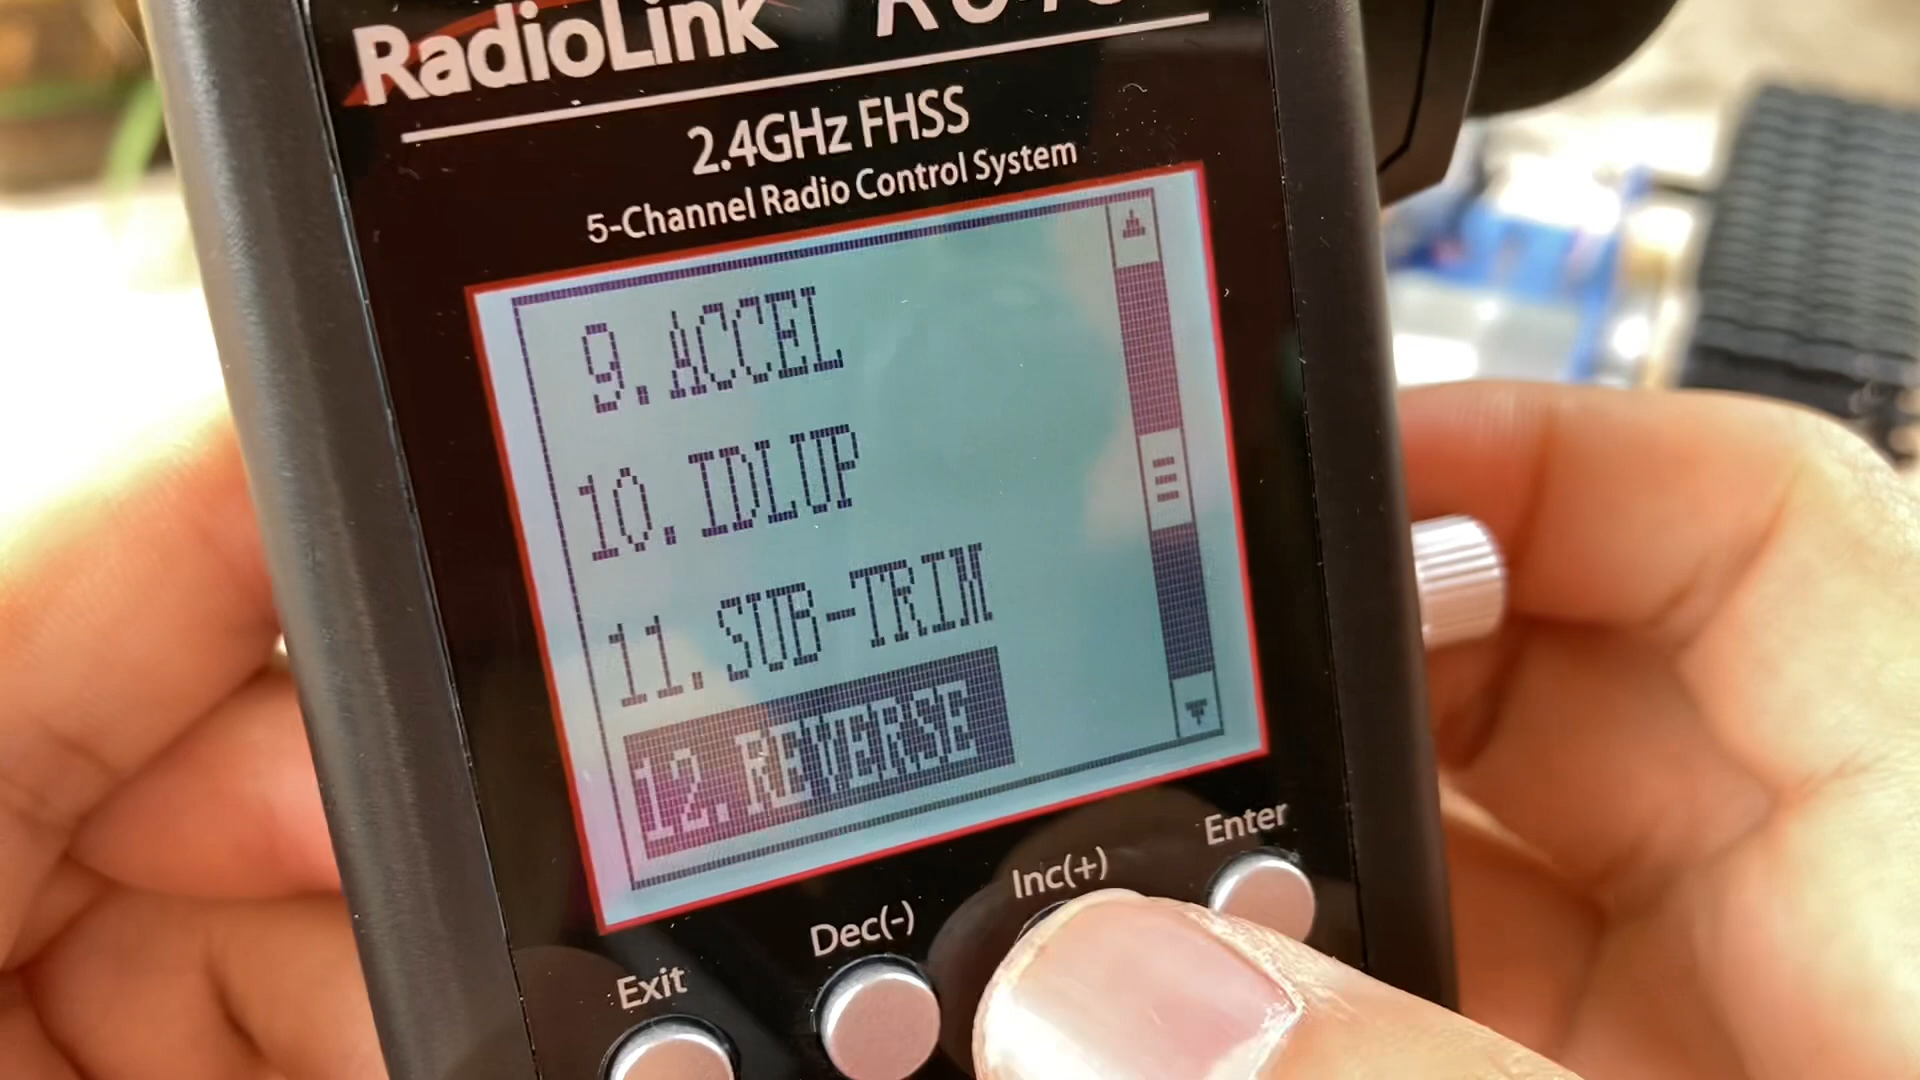 RadioLink
2.4GHz FHSS
5-Channel Radio Control System
9.ACCEL
10.IDLUP
11.SUB-TRIM
12.REVERSE
Exit
Dec(-)
Inc(+)
Enter